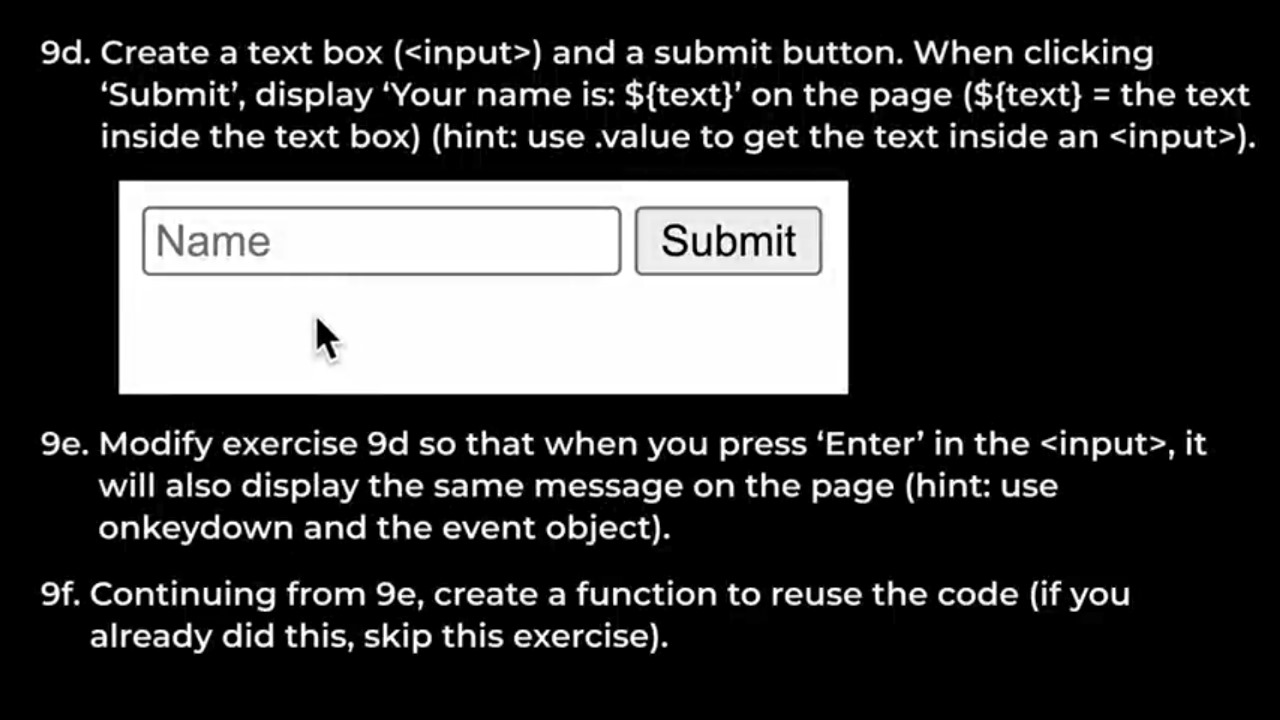 9d. Create a text box (<input>) and a submit button. When clicking
‘Submit’, display ‘Your name is: ${text}’ on the page (${text} = the text
inside the text box) (hint: use .value to get the text inside an <input>).
Name Submit
9e. Modify exercise 9d so that when you press ‘Enter’ in the <input>, it
will also display the same message on the page (hint: use
onkeydown and the event object).
9f. Continuing from 9e, create a function to reuse the code (if you
already did this, skip this exercise).